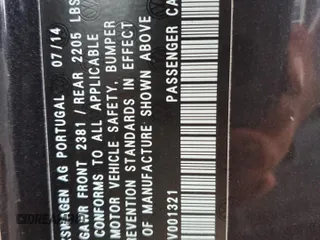 SWAGEN AG PORTUGAL 07/14
GAWR FRONT 2381 / REAR 2205 LBS
CONFORMS TO ALL APPLICABLE
MOTOR VEHICLE SAFETY, BUMPER
REVENTION STANDARDS IN EFFECT
OF MANUFACTURE SHOWN ABOVE
V001321 PASSENGER CA